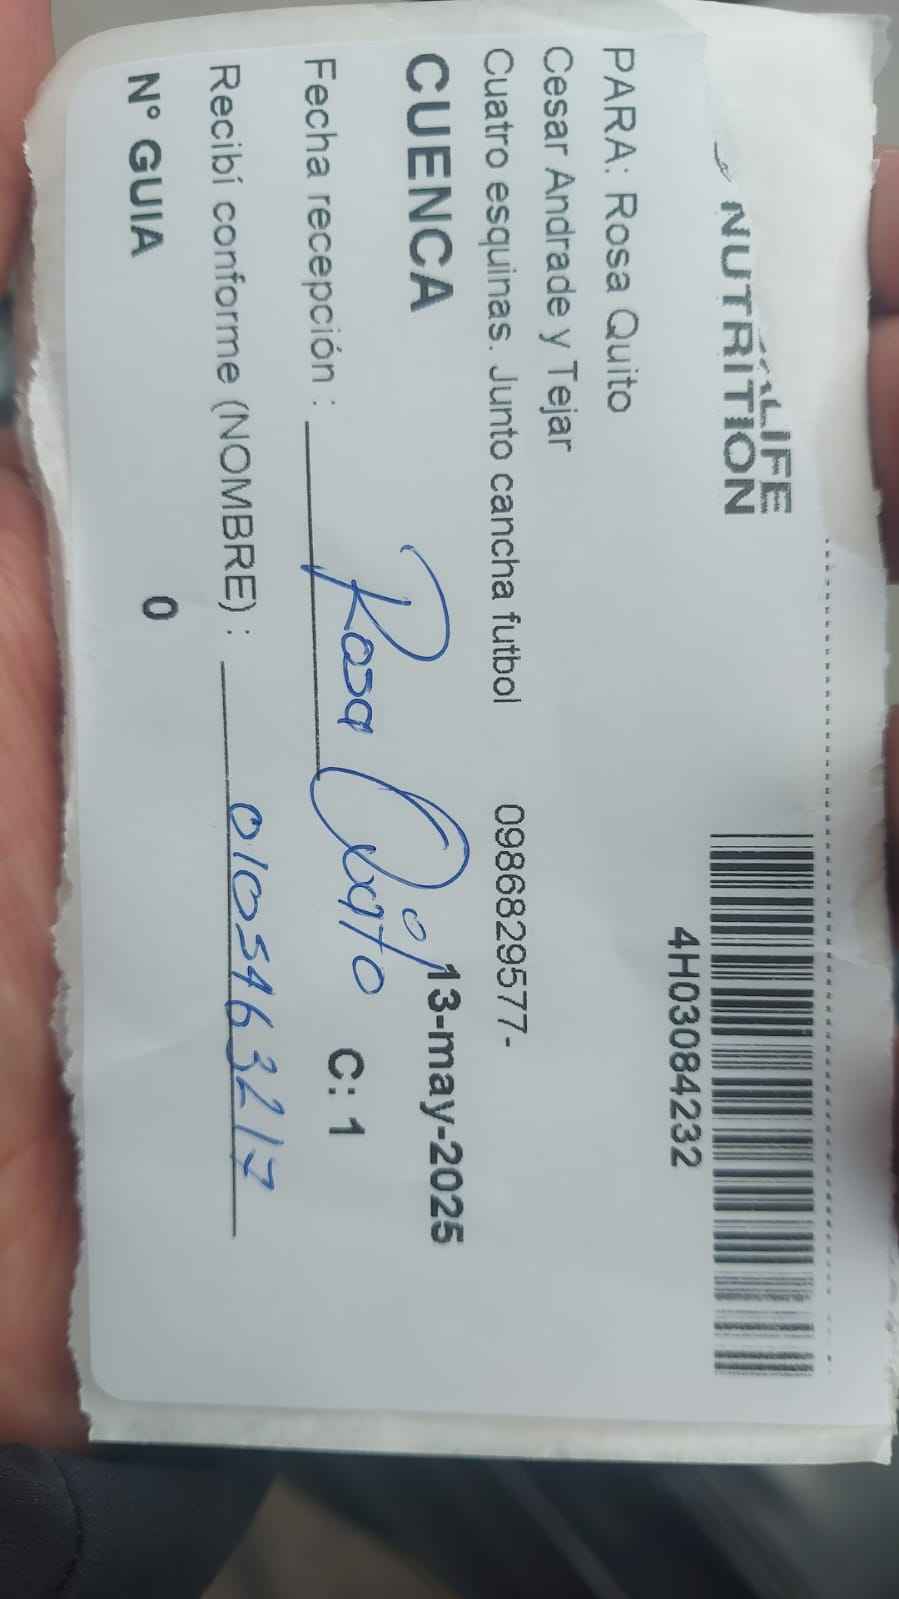 LIFE
NUTRITION
4H03084232
PARA: Rosa Quito
Cesar Andrade y Tejar
Cuatro esquinas. Junto cancha futbol 0986829577-
CUENCA 13-may-2025
Fecha recepción : Rosa Quito C: 1
Recibí conforme (NOMBRE) : 0103463217
Nº GUIA 0